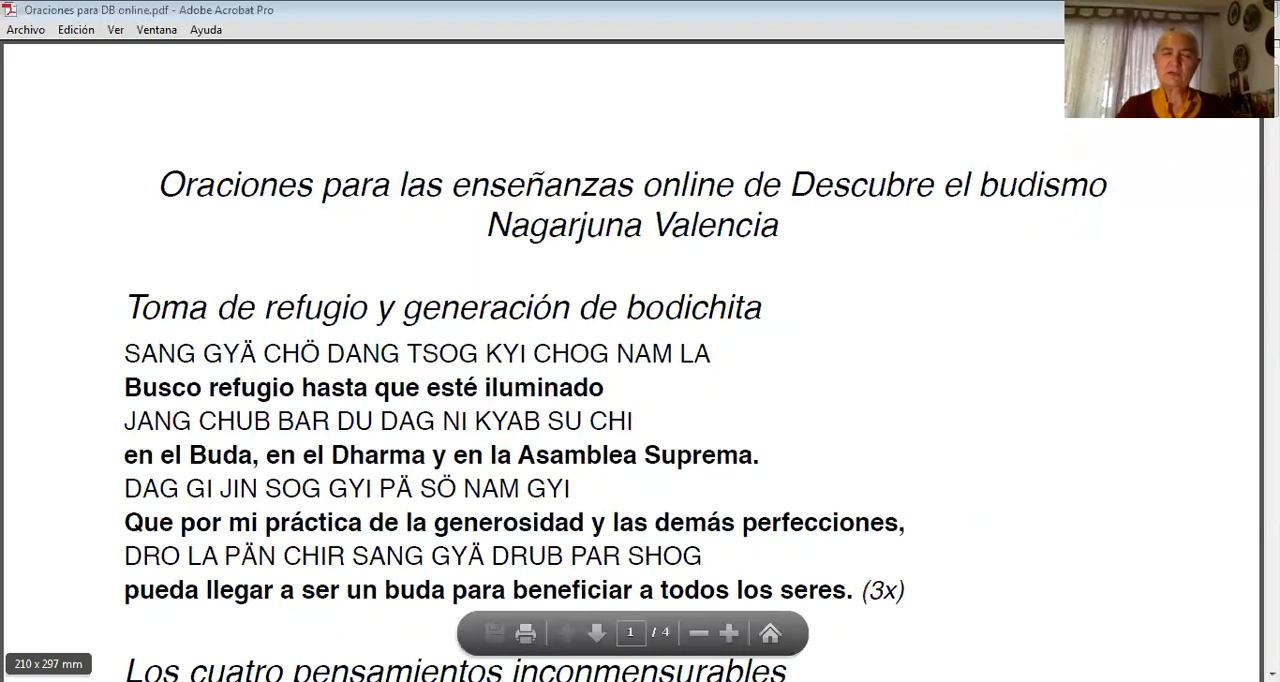 Oraciones para DB online.pdf - Adobe Acrobat Pro
Archivo Edición Ver Ventana Ayuda
Oraciones para las enseñanzas online de Descubre el budismo
Nagarjuna Valencia
Toma de refugio y generación de bodichita
SANG GYÄ CHÖ DANG TSOG KYI CHOG NAM LA
Busco refugio hasta que esté iluminado
JANG CHUB BAR DU DAG NI KYAB SU CHI
en el Buda, en el Dharma y en la Asamblea Suprema.
DAG GI JIN SOG GYI PÄ SÖ NAM GYI
Que por mi práctica de la generosidad y las demás perfecciones,
DRO LA PÄN CHIR SANG GYÄ DRUB PAR SHOG
pueda llegar a ser un buda para beneficiar a todos los seres. (3x)
1 / 4
210 x 297 mm
Los cuatro pensamientos inconmensurables